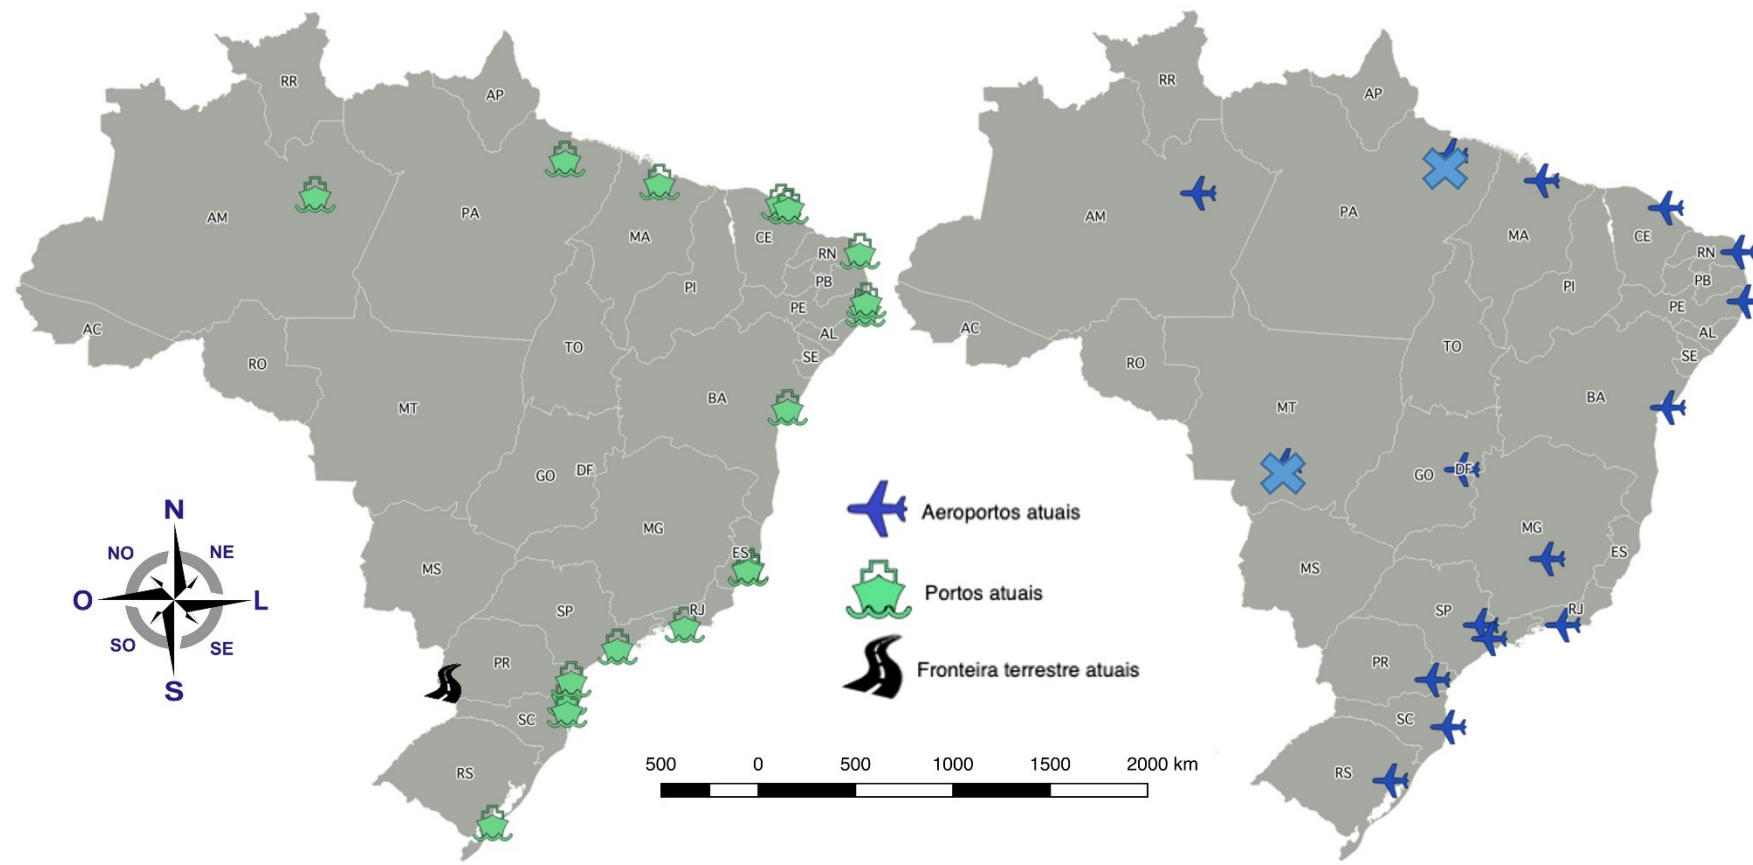 RR
AP
AM
PA
MA
CE
RN
PB
PI
PE
AL
SE
AC
RO
TO
BA
MT
GO
DF
MG
ES
MS
SP
RJ
PR
SC
RS
N
NO
NE
O
L
SO
SE
S
Aeroportos atuais
Portos atuais
Fronteira terrestre atuais
500 0 500 1000 1500 2000 km
RR
AP
AM
PA
MA
CE
RN
PB
PI
PE
AL
SE
AC
RO
TO
BA
MT
GO
DF
MG
ES
MS
SP
RJ
PR
SC
RS